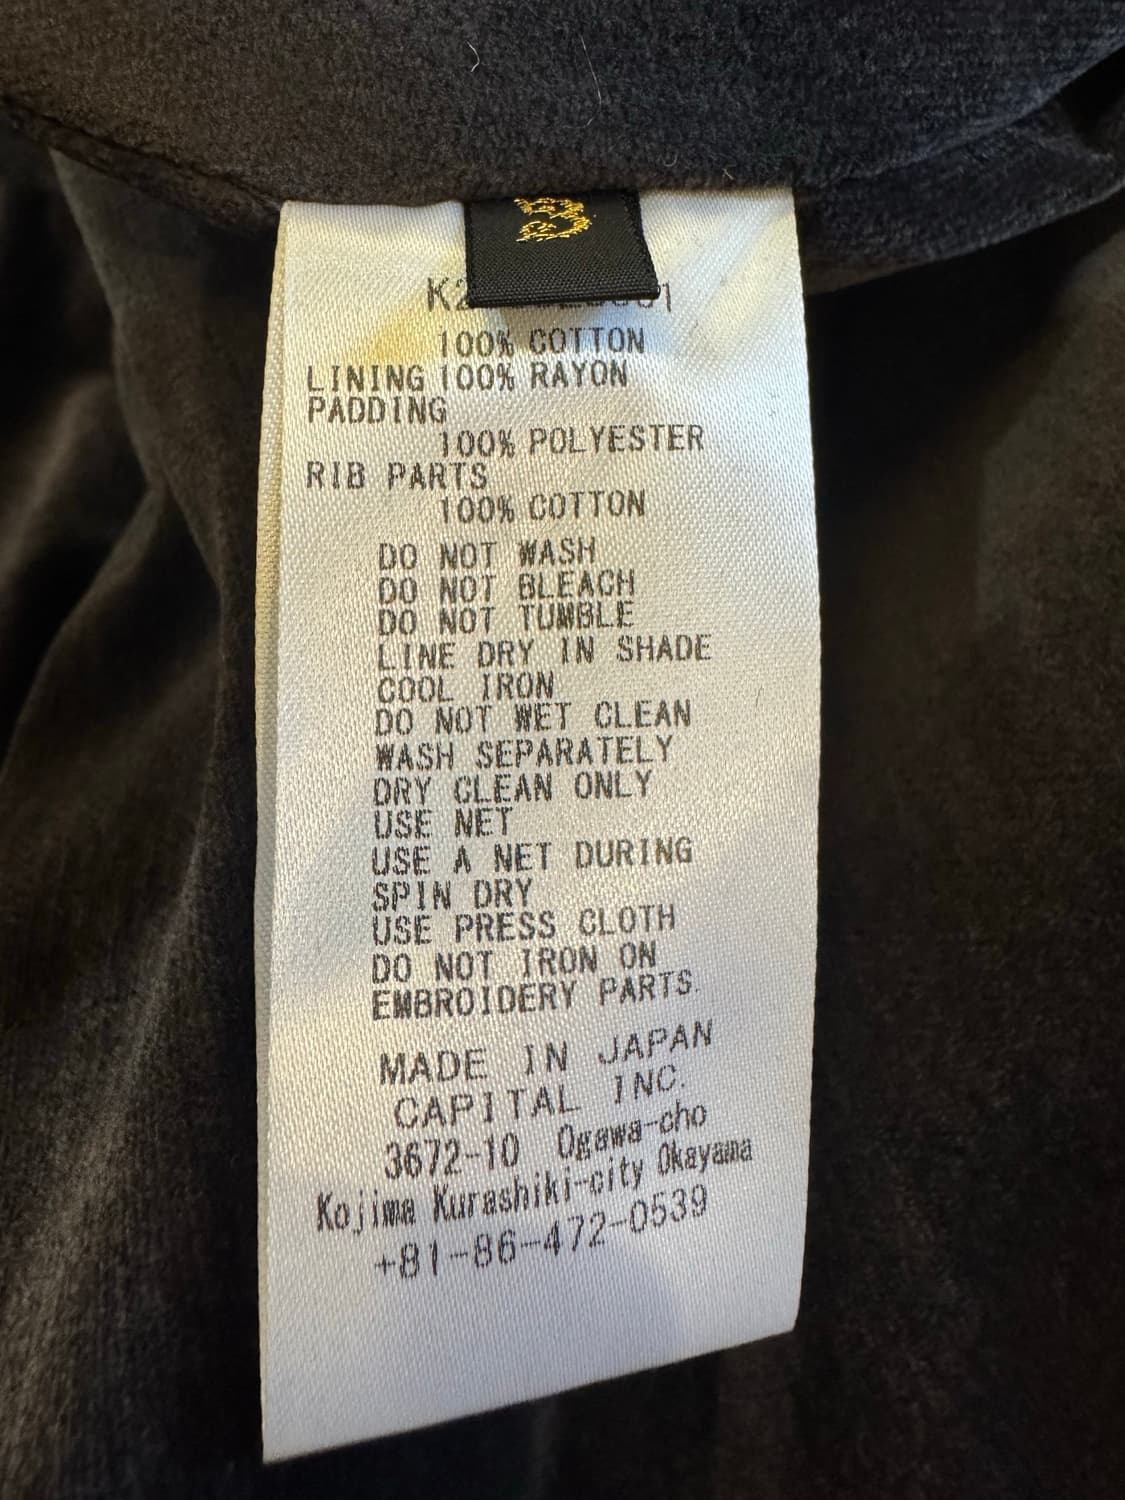 3
100% COTTON
LINING 100% RAYON
PADDING
100% POLYESTER
RIB PARTS
100% COTTON
DO NOT WASH
DO NOT BLEACH
DO NOT TUMBLE
LINE DRY IN SHADE
COOL IRON
DO NOT WET CLEAN
WASH SEPARATELY
DRY CLEAN ONLY
USE NET
USE A NET DURING
SPIN DRY
USE PRESS CLOTH
DO NOT IRON ON
EMBROIDERY PARTS.
MADE IN JAPAN
CAPITAL INC.
3672-10 Ogawa-cho
Kojima Kurashiki-city Okayama
+81-86-472-0539